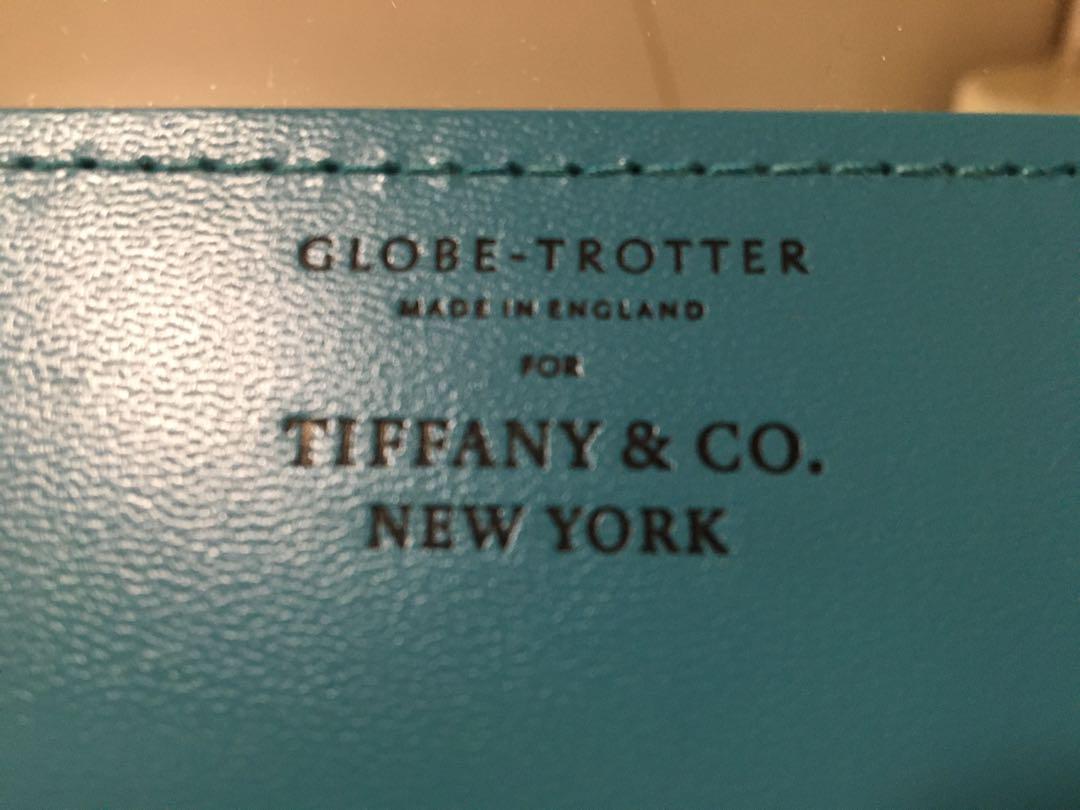 GLOBE-TROTTER
MADE IN ENGLAND
FOR
TIFFANY & CO.
NEW YORK